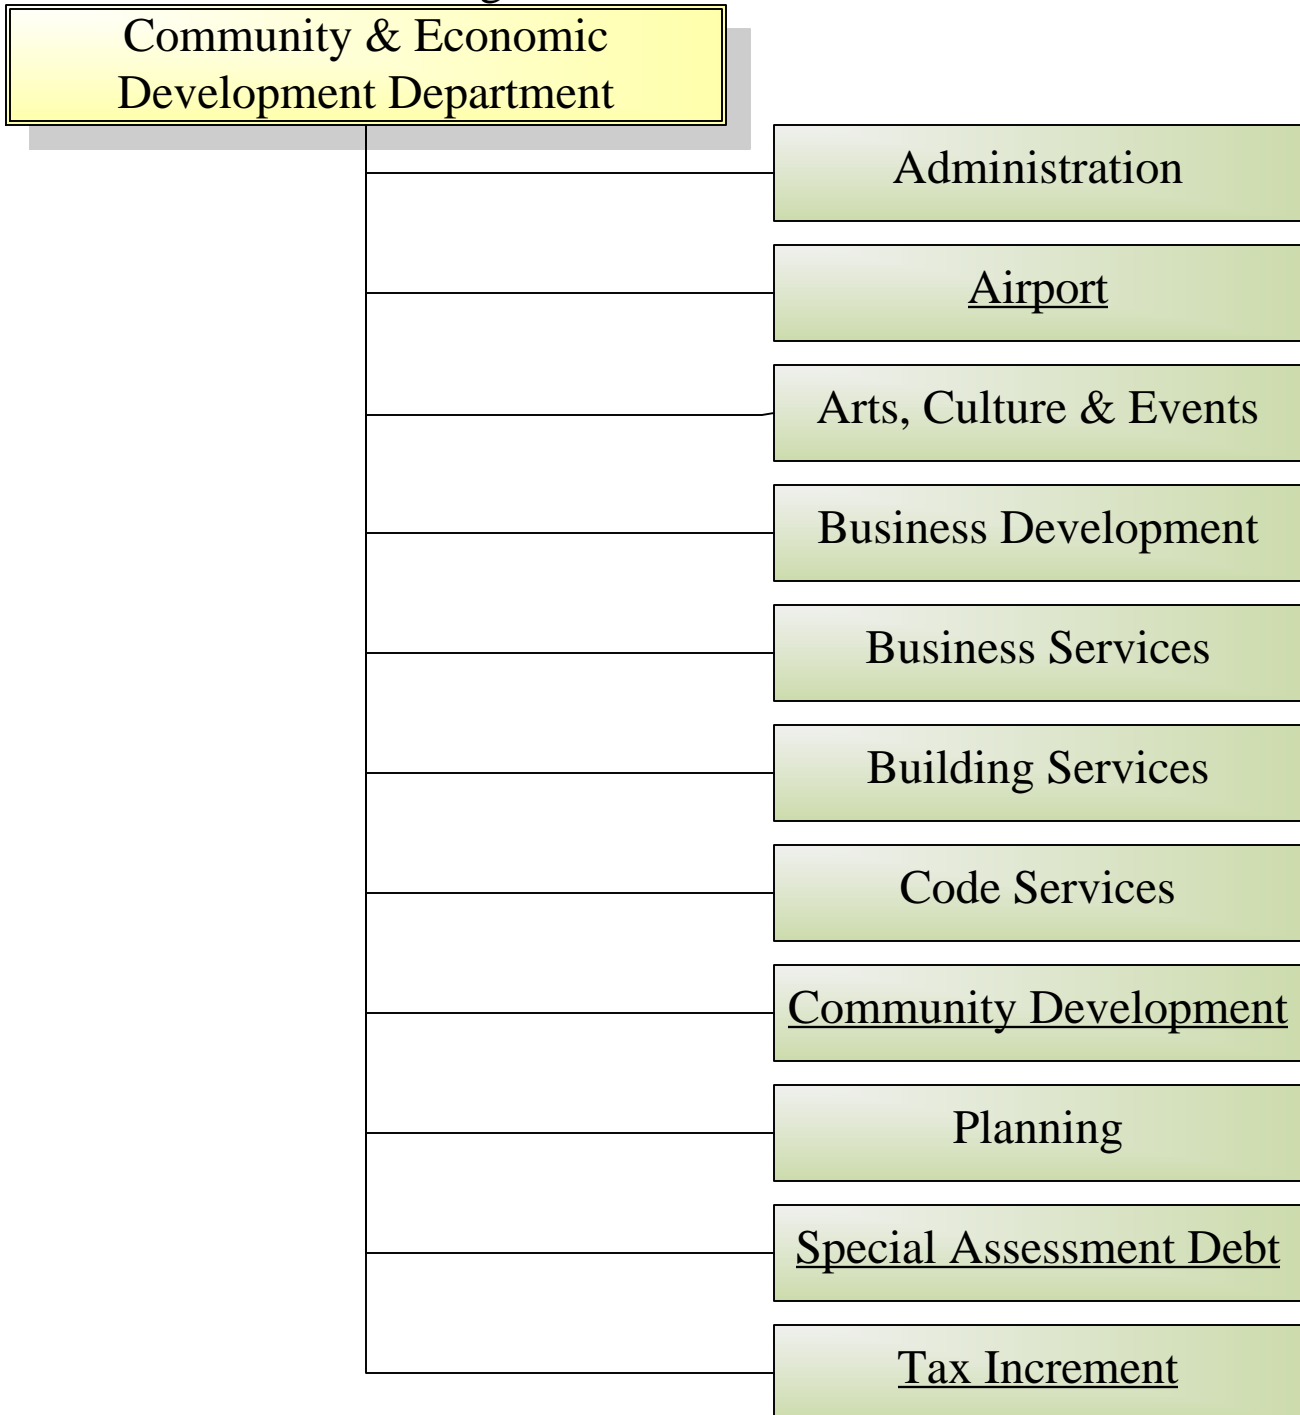 Community & Economic
Development Department
Administration
Airport
Arts, Culture & Events
Business Development
Business Services
Building Services
Code Services
Community Development
Planning
Special Assessment Debt
Tax Increment